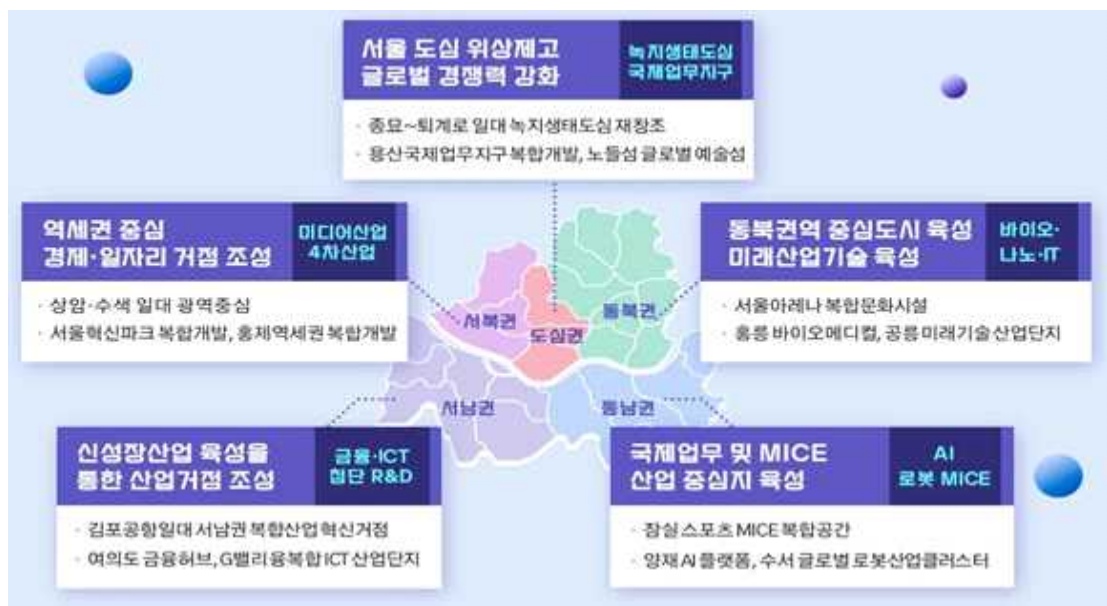 서울 도심 위상제고
글로벌 경쟁력 강화
녹지생태도심
국제업무지구
· 종묘~퇴계로 일대 녹지생태도심 재창조
· 용산국제업무지구 복합개발, 노들섬 글로벌 예술섬
역세권 중심
경제·일자리 거점 조성
미디어산업
4차산업
· 상암·수색 일대 광역중심
· 서울혁신파크 복합개발, 홍제역세권 복합개발
동북권역 중심도시 육성
미래산업기술 육성
바이오·
나노·IT
· 서울아레나 복합문화시설
· 홍릉 바이오메디컬, 공릉 미래기술 산업단지
서북권
도심권
동북권
서남권
동남권
신성장산업 육성을
통한 산업거점 조성
금융·ICT
첨단 R&D
· 김포공항일대 서남권 복합산업 혁신거점
· 여의도 금융허브, G밸리 융복합 ICT 산업단지
국제업무 및 MICE
산업 중심지 육성
AI
로봇 MICE
· 잠실 스포츠 MICE 복합공간
· 양재 AI 플랫폼, 수서 글로벌 로봇산업클러스터